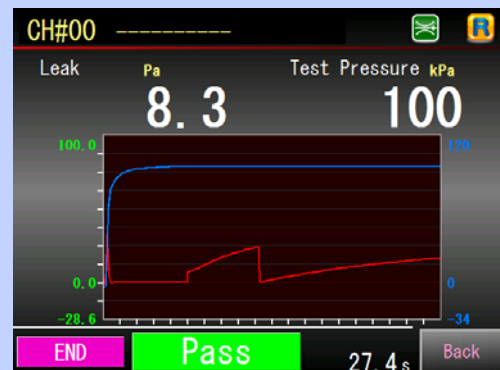 CH#00 ----------
R
Leak Pa Test Pressure kPa
8.3 100
100.0 120
0.0 0
-28.6 -34
END Pass 27.4s Back